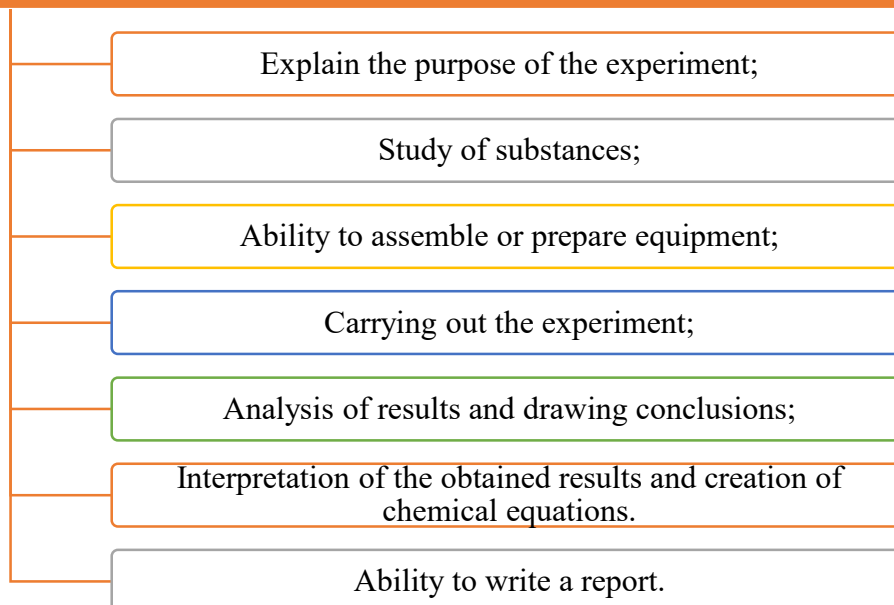 Explain the purpose of the experiment;
Study of substances;
Ability to assemble or prepare equipment;
Carrying out the experiment;
Analysis of results and drawing conclusions;
Interpretation of the obtained results and creation of
chemical equations.
Ability to write a report.